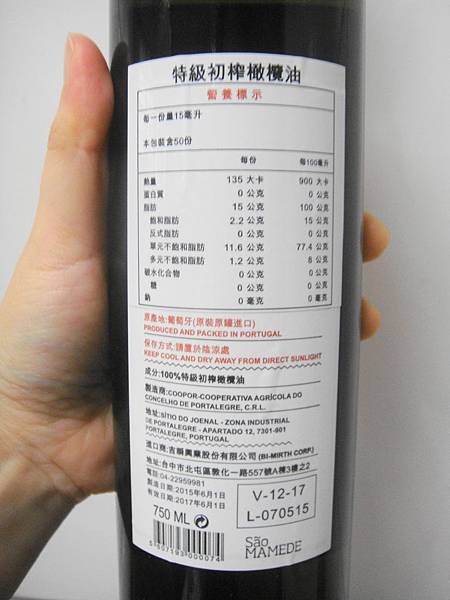 特級初榨橄欖油
營養標示
每一份量15毫升
本包裝含50份
每份 每100毫升
熱量 135 大卡 900 大卡
蛋白質 0 公克 0 公克
脂肪 15 公克 100 公克
飽和脂肪 2.2 公克 15 公克
反式脂肪 0 公克 0 公克
單元不飽和脂肪 11.6 公克 77.4 公克
多元不飽和脂肪 1.2 公克 8 公克
碳水化合物 0 公克 0 公克
糖 0 公克 0 公克
鈉 0 毫克 0 毫克
原產地:葡萄牙(原裝原罐進口)
PRODUCED AND PACKED IN PORTUGAL
保存方式:請置於陰涼處
KEEP COOL AND DRY AWAY FROM DIRECT SUNLIGHT
成分:100%特級初榨橄欖油
製造商:COOPOR-COOPERATIVA AGRÍCOLA DO
CONCELHO DE PORTALEGRE, C.R.L.
地址:SÍTIO DO JOENAL - ZONA INDUSTRIAL
DE PORTALEGRE - APARTADO 12, 7301-901
PORTALEGRE, PORTUGAL
進口商:吉頤興業股份有限公司 (BI-MIRTH CORP.)
地址:台中市北屯區敦化一路557號A棟3樓之2
電話:04-22959981
製造日期:2015年6月1日
有效日期:2017年6月1日
V-12-17
L-070515
750 ML
5 607193 000074
São
MAMEDE